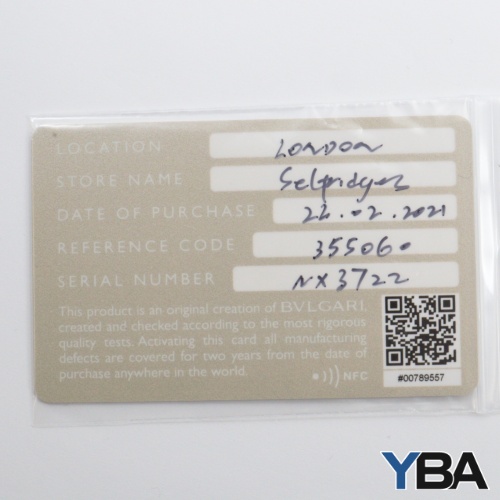 LOCATION London
STORE NAME Selfridges
DATE OF PURCHASE 22.02.2021
REFERENCE CODE 355060
SERIAL NUMBER NX3722
This product is an original creation of BVLGARI,
created and checked according to the most rigorous
quality tests. Activating this card all manufacturing
defects are covered for two years from the date of
purchase anywhere in the world.
NFC
#00789557
YBA